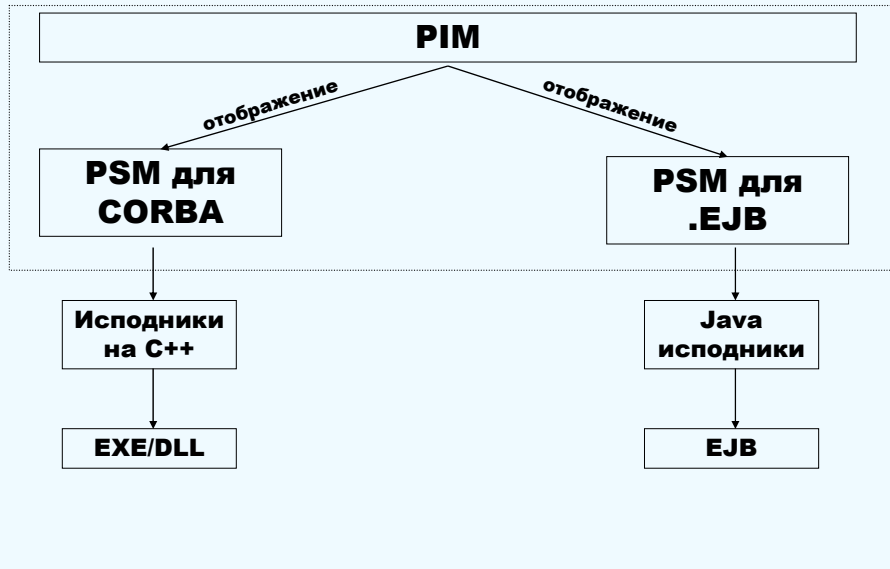 PIM
отображение
отображение
PSM для
CORBA
PSM для
.EJB
Исподники
на C++
Java
исподники
EXE/DLL
EJB